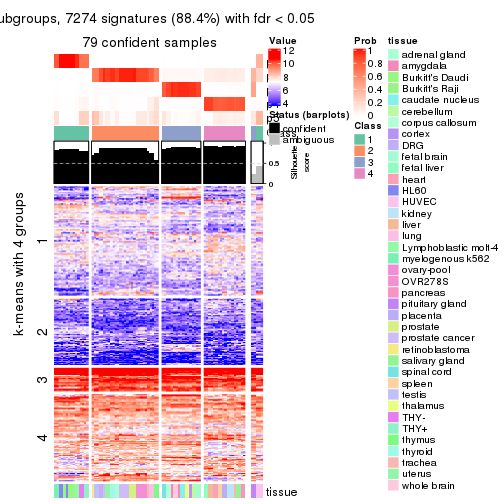 ubgroups, 7274 signatures (88.4%) with fdr < 0.05
79 confident samples
k-means with 4 groups
1
2
3
4
Class
Silhouette
score
0.5
0
tissue
Value
12
10
8
6
4
Status (barplots)
confident
ambiguous
Prob
1
0.8
0.6
0.4
0.2
0
Class
1
2
3
4
tissue
adrenal gland
amygdala
Burkitt's Daudi
Burkitt's Raji
caudate nucleus
cerebellum
corpus callosum
cortex
DRG
fetal brain
fetal liver
heart
HL60
HUVEC
kidney
liver
lung
Lymphoblastic molt-4
myelogenous k562
ovary-pool
OVR278S
pancreas
pituitary gland
placenta
prostate
prostate cancer
retinoblastoma
salivary gland
spinal cord
spleen
testis
thalamus
THY-
THY+
thymus
thyroid
trachea
uterus
whole brain